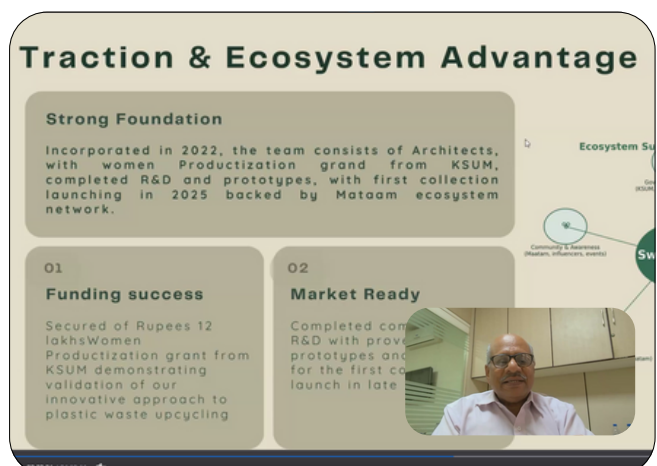 Traction & Ecosystem Advantage
Strong Foundation
Incorporated in 2022, the team consists of Architects,
with women Productization grand from KSUM,
completed R&D and prototypes, with first collection
launching in 2025 backed by Mataam ecosystem
network.
Ecosystem Su
(KSUM,
Community & Awareness
(Maatam, influencers, events)
Sw
01
Funding success
Secured of Rupees 12
lakhsWomen
Productization grant from
KSUM demonstrating
validation of our
innovative approach to
plastic waste upcycling
02
Market Ready
Completed com
R&D with prove
prototypes and
for the first co
launch in late